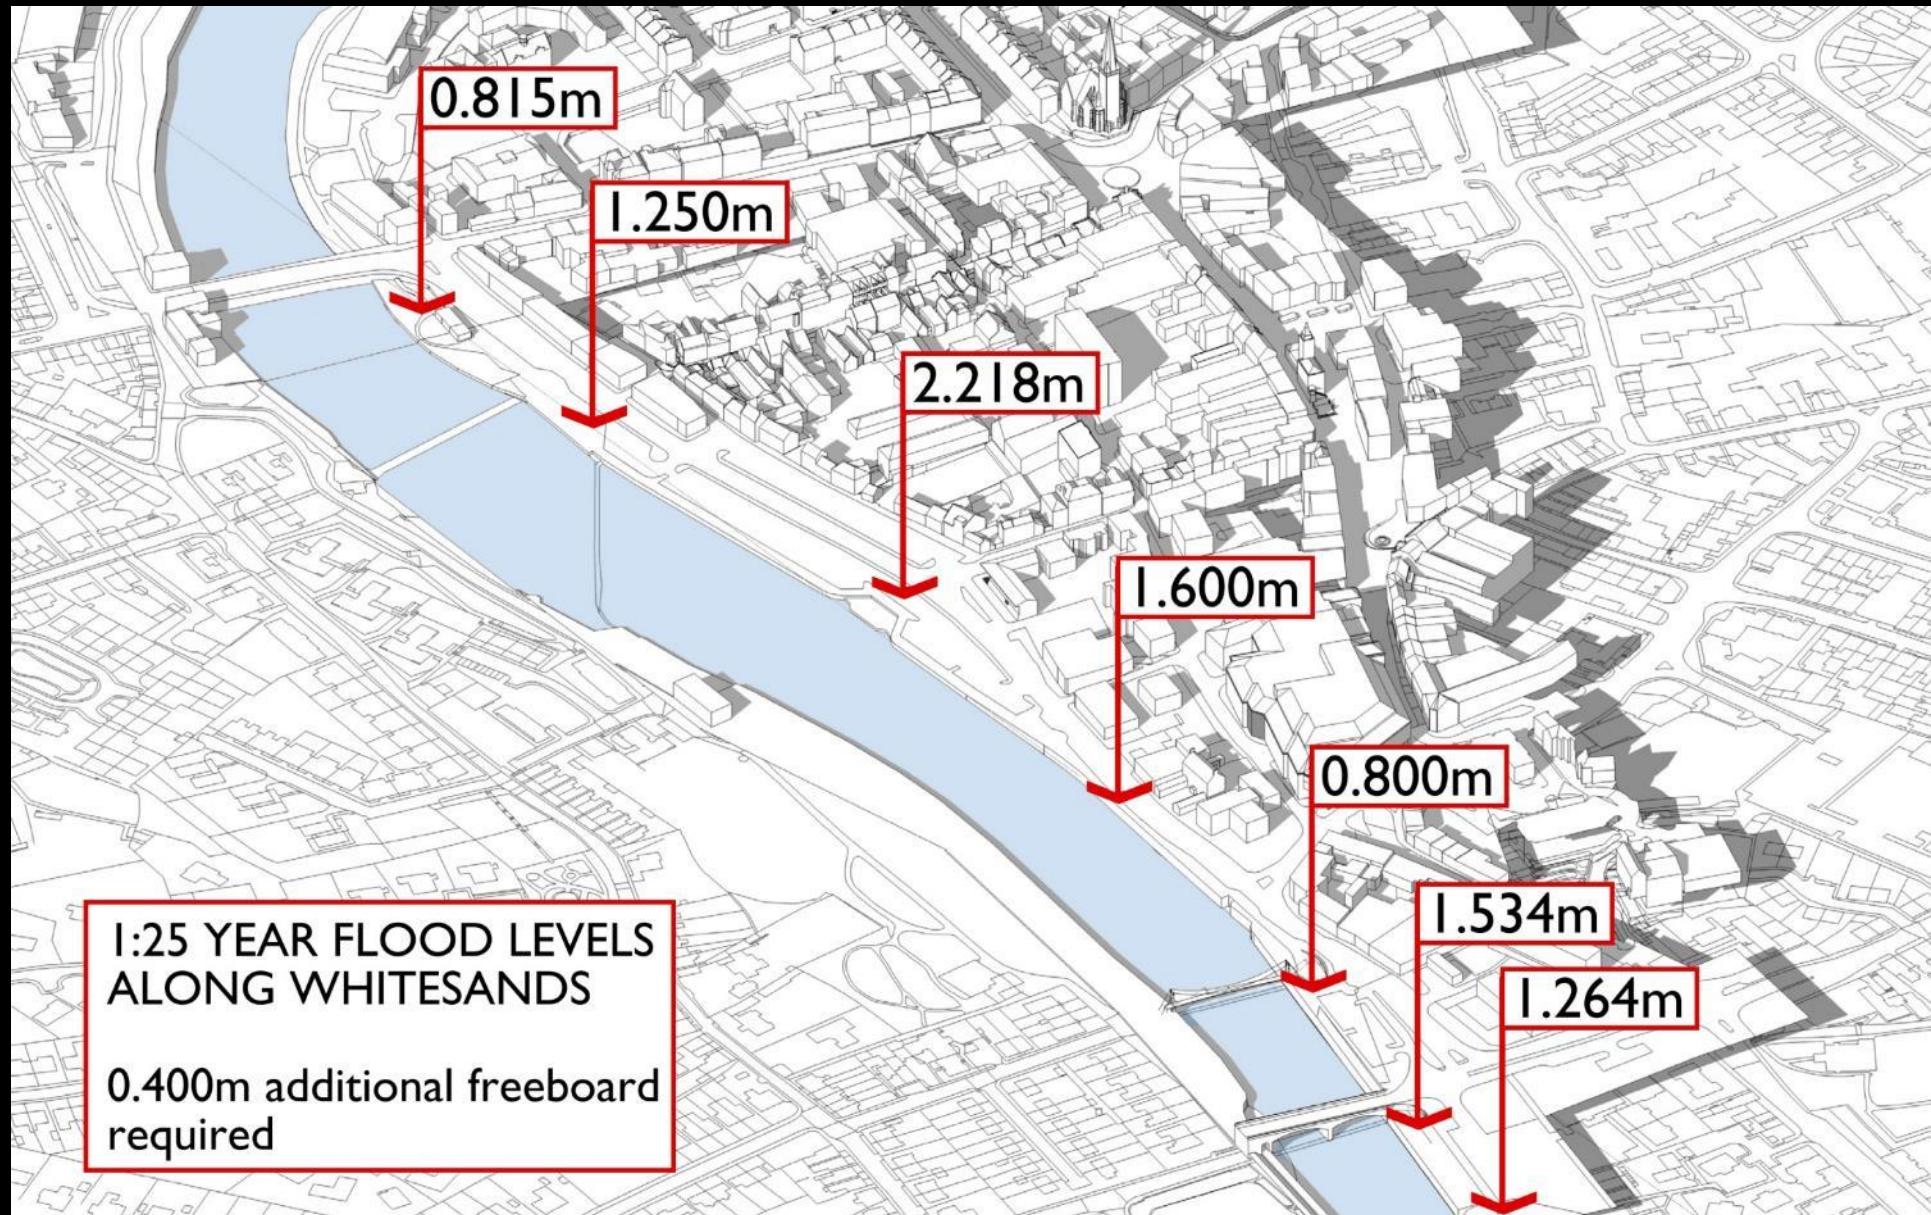 0.815m
1.250m
2.218m
1.600m
0.800m
1.534m
1.264m
1:25 YEAR FLOOD LEVELS
ALONG WHITESANDS
0.400m additional freeboard
required